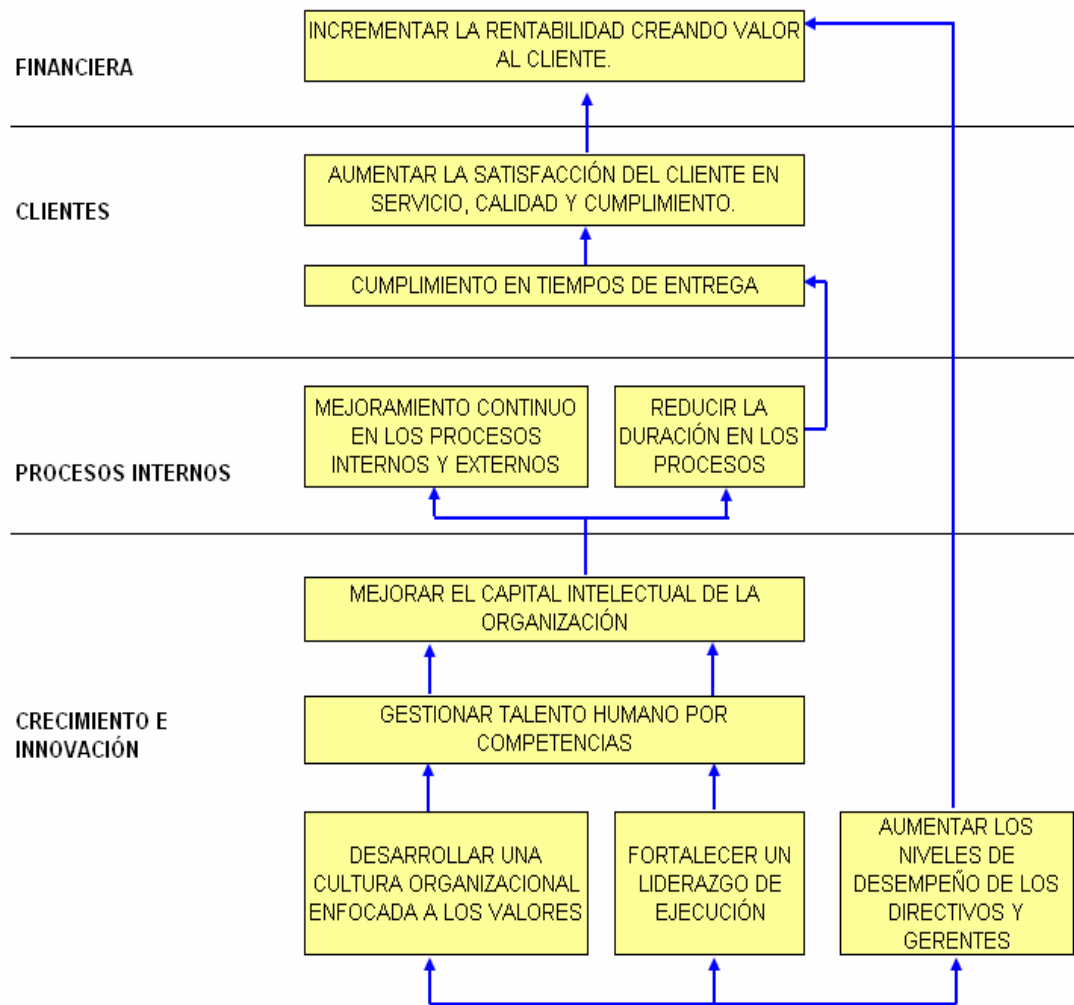 FINANCIERA
INCREMENTAR LA RENTABILIDAD CREANDO VALOR
AL CLIENTE.
CLIENTES
AUMENTAR LA SATISFACCIÓN DEL CLIENTE EN
SERVICIO, CALIDAD Y CUMPLIMIENTO.
CUMPLIMIENTO EN TIEMPOS DE ENTREGA
PROCESOS INTERNOS
MEJORAMIENTO CONTINUO
EN LOS PROCESOS
INTERNOS Y EXTERNOS
REDUCIR LA
DURACIÓN EN LOS
PROCESOS
CRECIMIENTO E
INNOVACIÓN
MEJORAR EL CAPITAL INTELECTUAL DE LA
ORGANIZACIÓN
GESTIONAR TALENTO HUMANO POR
COMPETENCIAS
DESARROLLAR UNA
CULTURA ORGANIZACIONAL
ENFOCADA A LOS VALORES
FORTALECER UN
LIDERAZGO DE
EJECUCIÓN
AUMENTAR LOS
NIVELES DE
DESEMPEÑO DE LOS
DIRECTIVOS Y
GERENTES